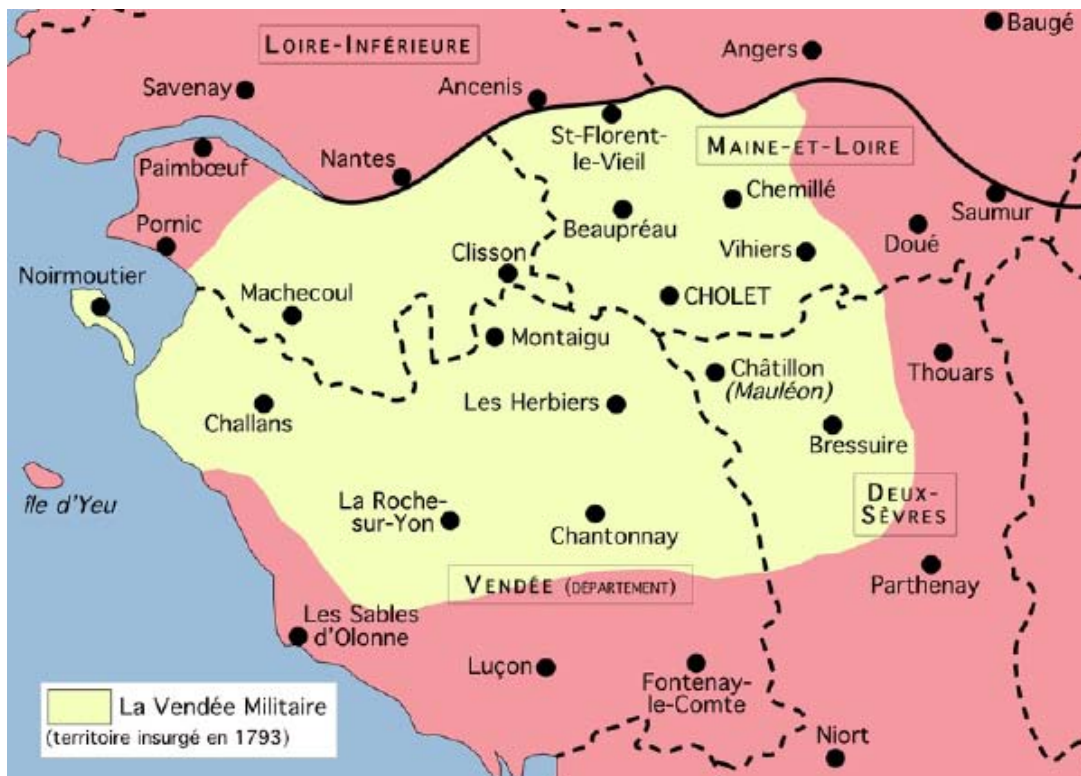 Baugé
LOIRE-INFÉRIEURE
Angers
Savenay
Ancenis
St-Florent-
le-Vieil
MAINE-ET-LOIRE
Paimbœuf
Nantes
Chemillé
Saumur
Beaupréau
Doué
Pornic
Vihiers
Clisson
Noirmoutier
Machecoul
CHOLET
Montaigu
Châtillon
(Mauléon)
Thouars
Les Herbiers
Challans
Bressuire
île d'Yeu
La Roche-
sur-Yon
DEUX-
SÈVRES
Chantonnay
VENDÉE (DÉPARTEMENT)
Parthenay
Les Sables
d'Olonne
Luçon
Fontenay-
le-Comte
La Vendée Militaire
(territoire insurgé en 1793)
Niort